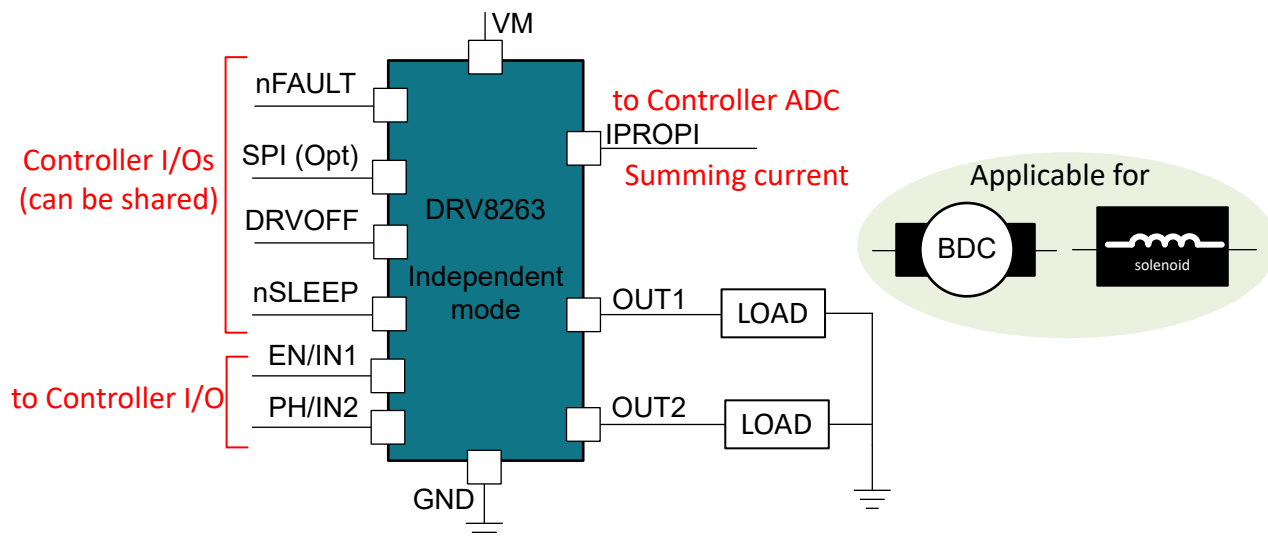 VM
nFAULT
SPI (Opt)
DRVOFF
nSLEEP
Controller I/Os
(can be shared)
EN/IN1
PH/IN2
to Controller I/O
DRV8263
Independent
mode
GND
to Controller ADC
IPROPI
Summing current
OUT1
LOAD
OUT2
LOAD
Applicable for
BDC
solenoid